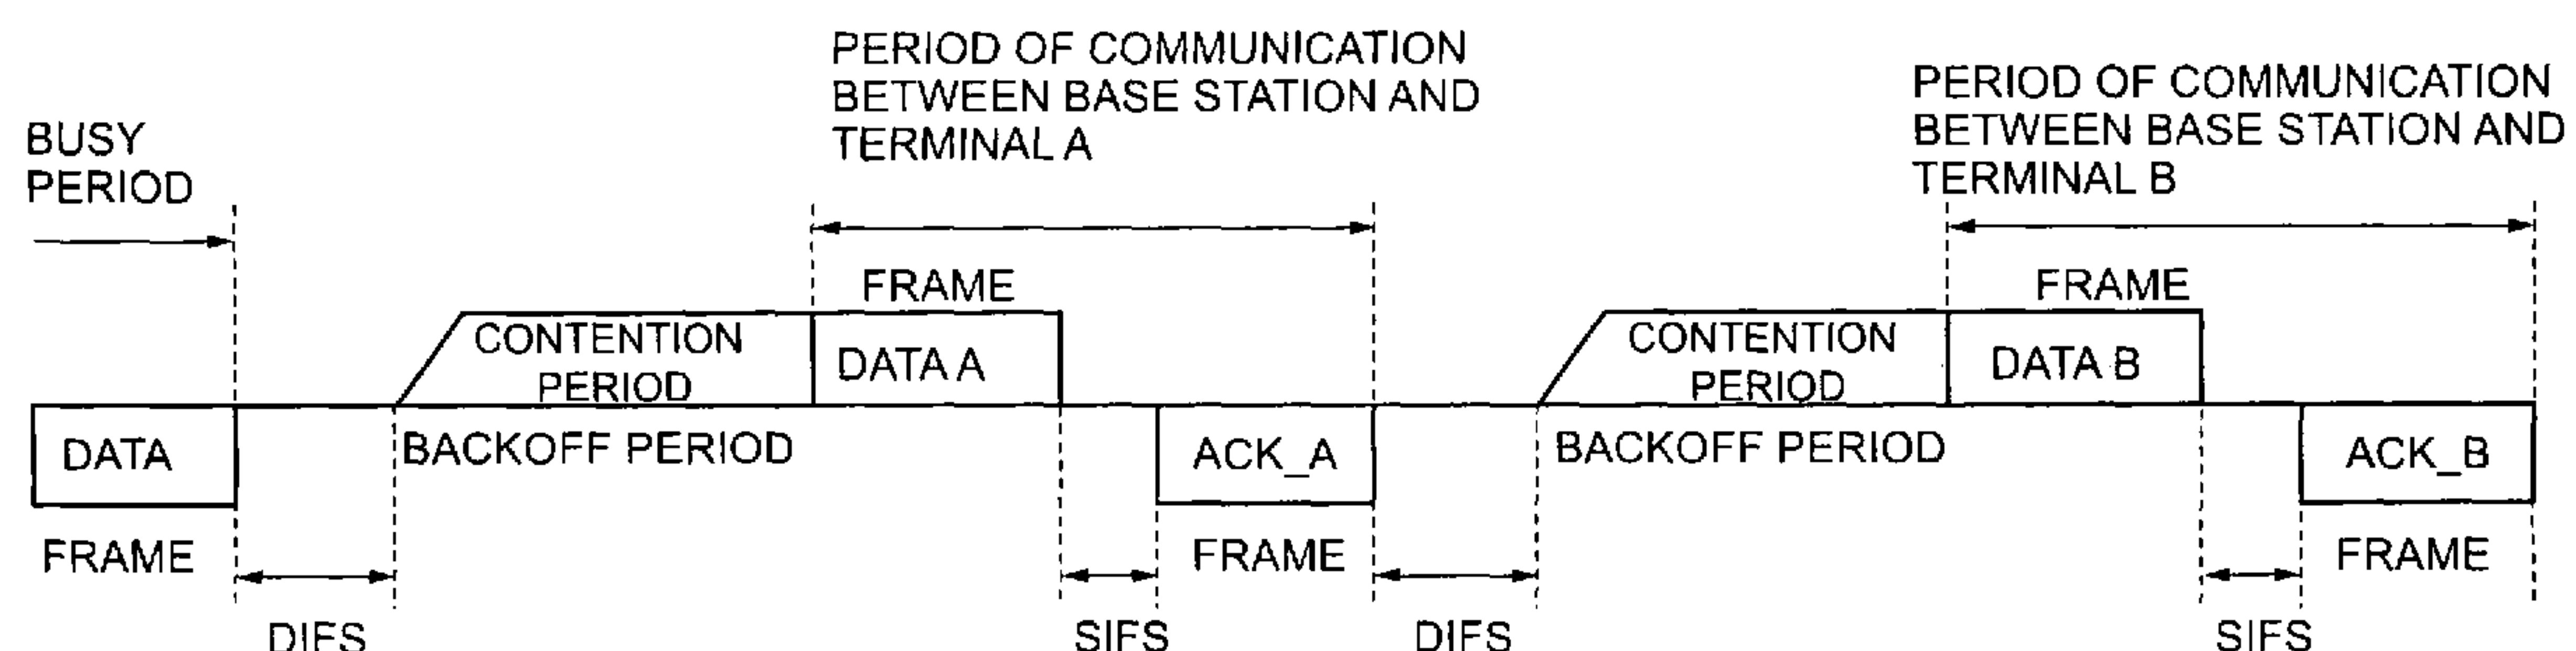 PERIOD OF COMMUNICATION
BETWEEN BASE STATION AND
TERMINAL A
PERIOD OF COMMUNICATION
BETWEEN BASE STATION AND
TERMINAL B
BUSY
PERIOD
FRAME
FRAME
CONTENTION
PERIOD
DATA A
CONTENTION
PERIOD
DATA B
DATA
BACKOFF PERIOD
ACK_A
BACKOFF PERIOD
ACK_B
FRAME
FRAME
FRAME
DIFS
SIFS
DIFS
SIFS